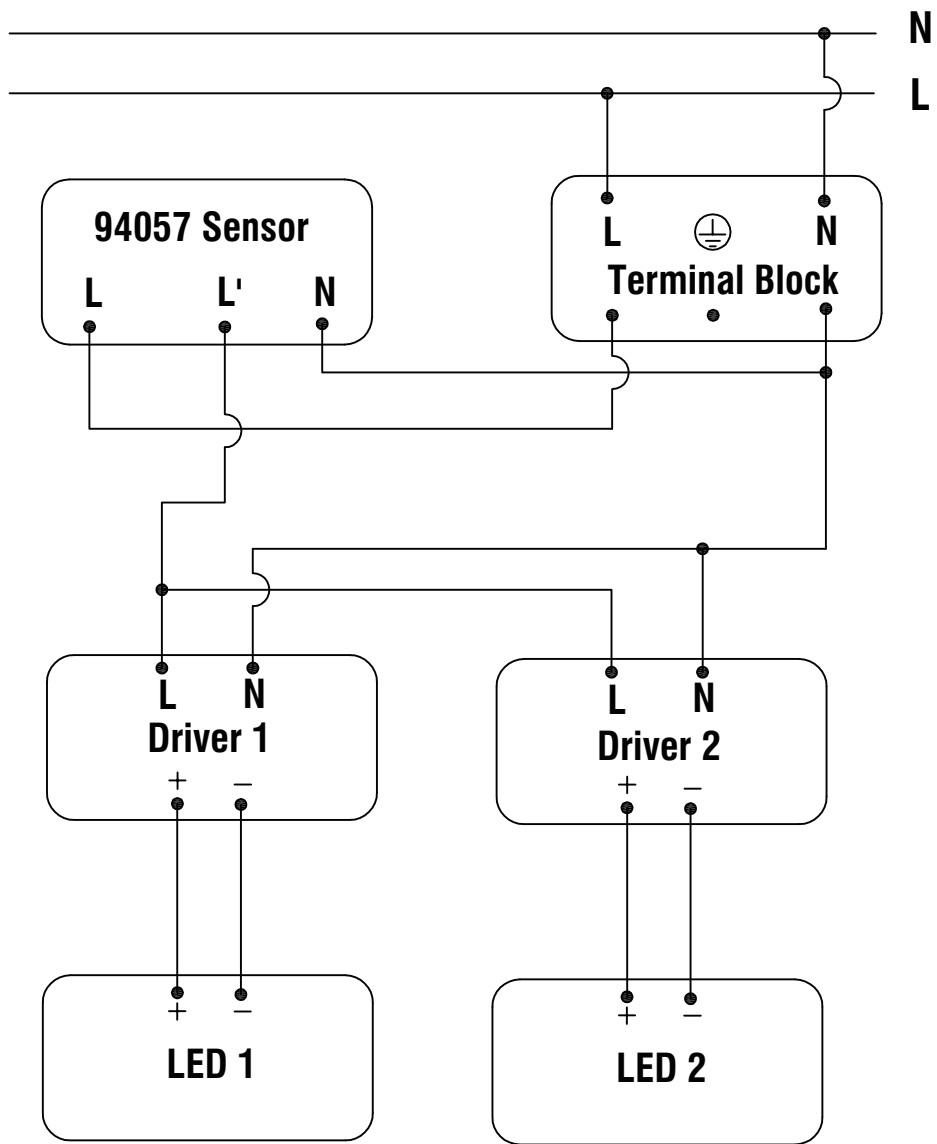 N
L
94057 Sensor
L L' N
L N
Terminal Block
L N
Driver 1
+ −
L N
Driver 2
+ −
+ −
LED 1
+ −
LED 2